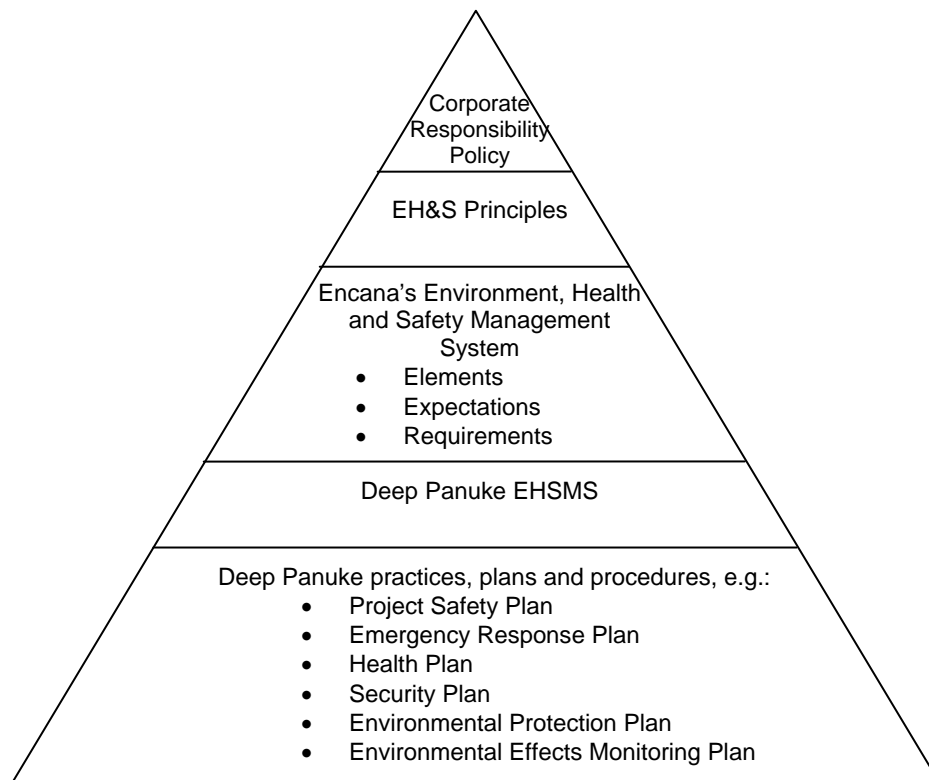 Corporate
Responsibility
Policy
EH&S Principles
Encana’s Environment, Health
and Safety Management
System
• Elements
• Expectations
• Requirements
Deep Panuke EHSMS
Deep Panuke practices, plans and procedures, e.g.:
• Project Safety Plan
• Emergency Response Plan
• Health Plan
• Security Plan
• Environmental Protection Plan
• Environmental Effects Monitoring Plan